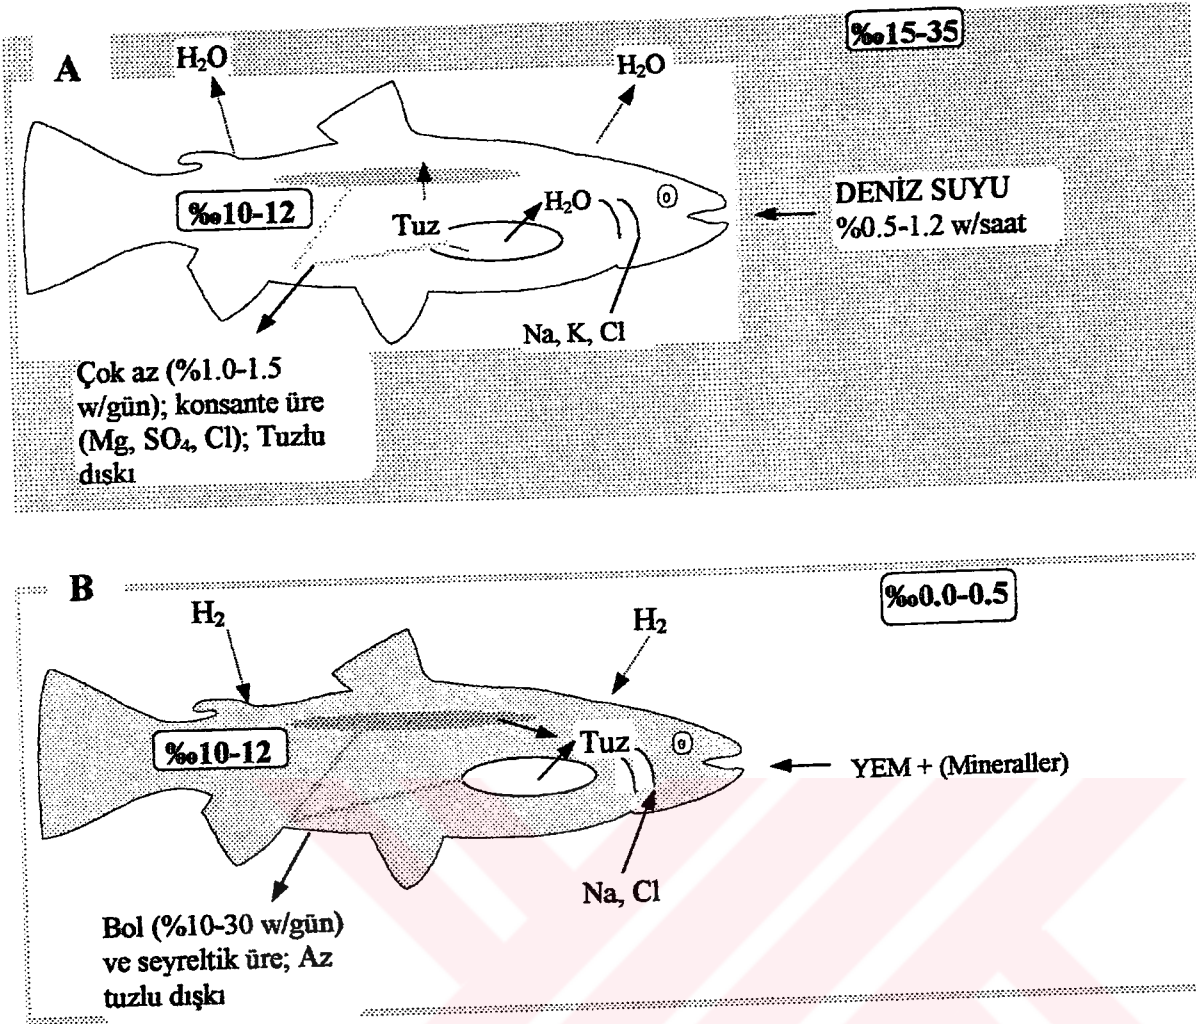 A
H₂O
H₂O
‰15-35
‰10-12
Tuz
H₂O
DENİZ SUYU
%0.5-1.2 w/saat
Na, K, Cl
Çok az (%1.0-1.5
w/gün); konsante üre
(Mg, SO₄, Cl); Tuzlu
dıskı
B
H₂
H₂
‰0.0-0.5
‰10-12
Tuz
YEM + (Mineraller)
Na, Cl
Bol (%10-30 w/gün)
ve seyreltik üre; Az
tuzlu dışkı